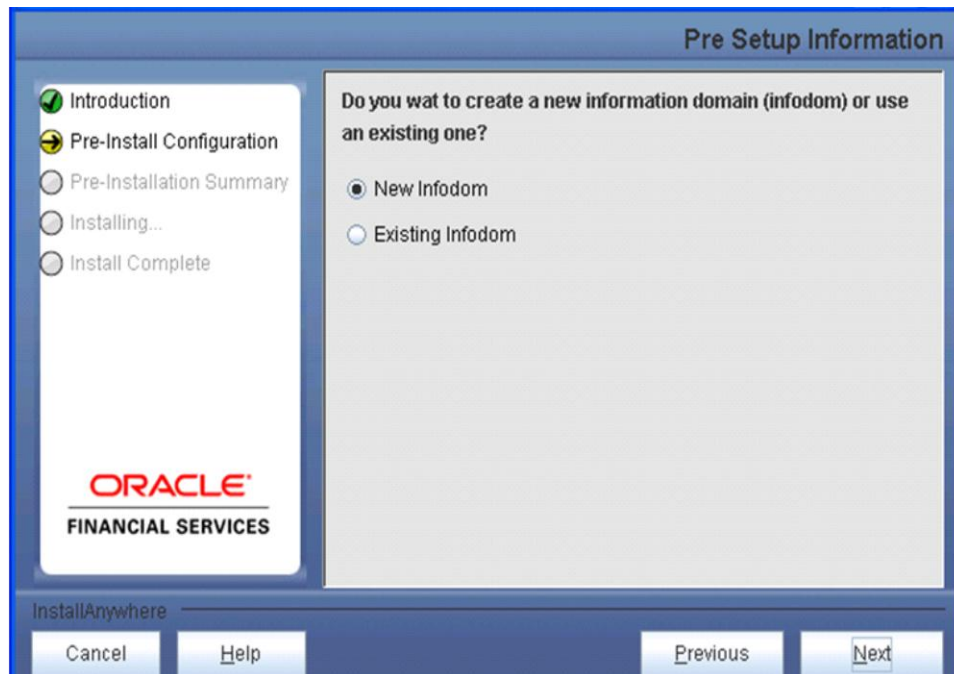 Pre Setup Information
Introduction
Pre-Install Configuration
Pre-Installation Summary
Installing...
Install Complete
ORACLE
FINANCIAL SERVICES
Do you wat to create a new information domain (infodom) or use
an existing one?
New Infodom
Existing Infodom
InstallAnywhere
Cancel
Help
Previous
Next